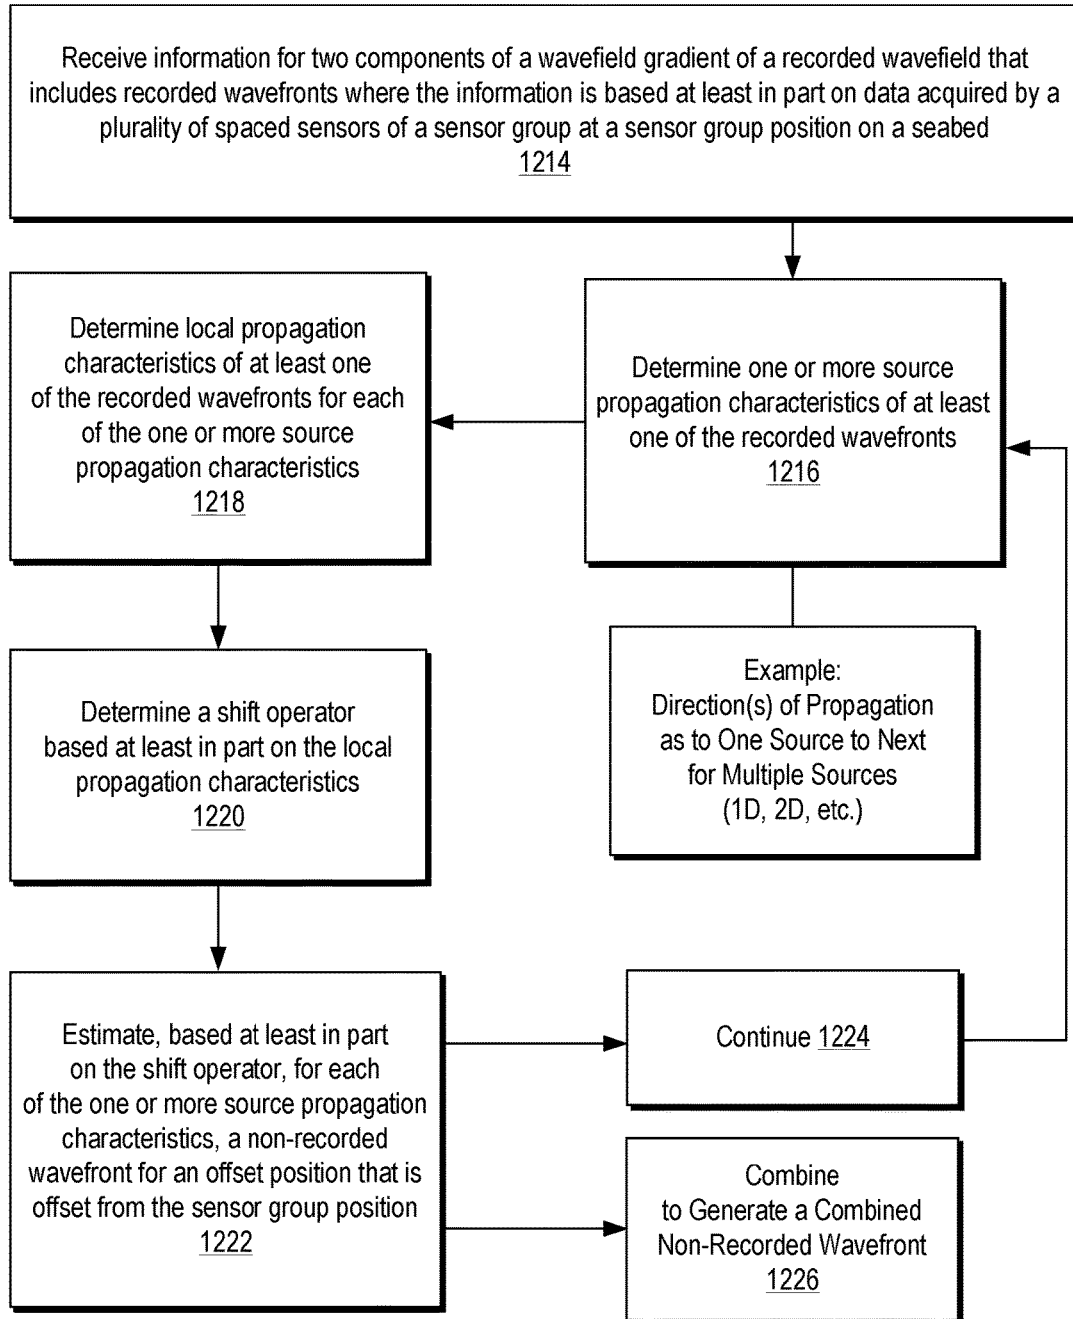 Receive information for two components of a wavefield gradient of a recorded wavefield that
includes recorded wavefronts where the information is based at least in part on data acquired by a
plurality of spaced sensors of a sensor group at a sensor group position on a seabed
1214
Determine one or more source
propagation characteristics of at least
one of the recorded wavefronts
1216
Example:
Direction(s) of Propagation
as to One Source to Next
for Multiple Sources
(1D, 2D, etc.)
Determine local propagation
characteristics of at least one
of the recorded wavefronts for each
of the one or more source
propagation characteristics
1218
Determine a shift operator
based at least in part on the local
propagation characteristics
1220
Estimate, based at least in part
on the shift operator, for each
of the one or more source propagation
characteristics, a non-recorded
wavefront for an offset position that is
offset from the sensor group position
1222
Continue 1224
Combine
to Generate a Combined
Non-Recorded Wavefront
1226